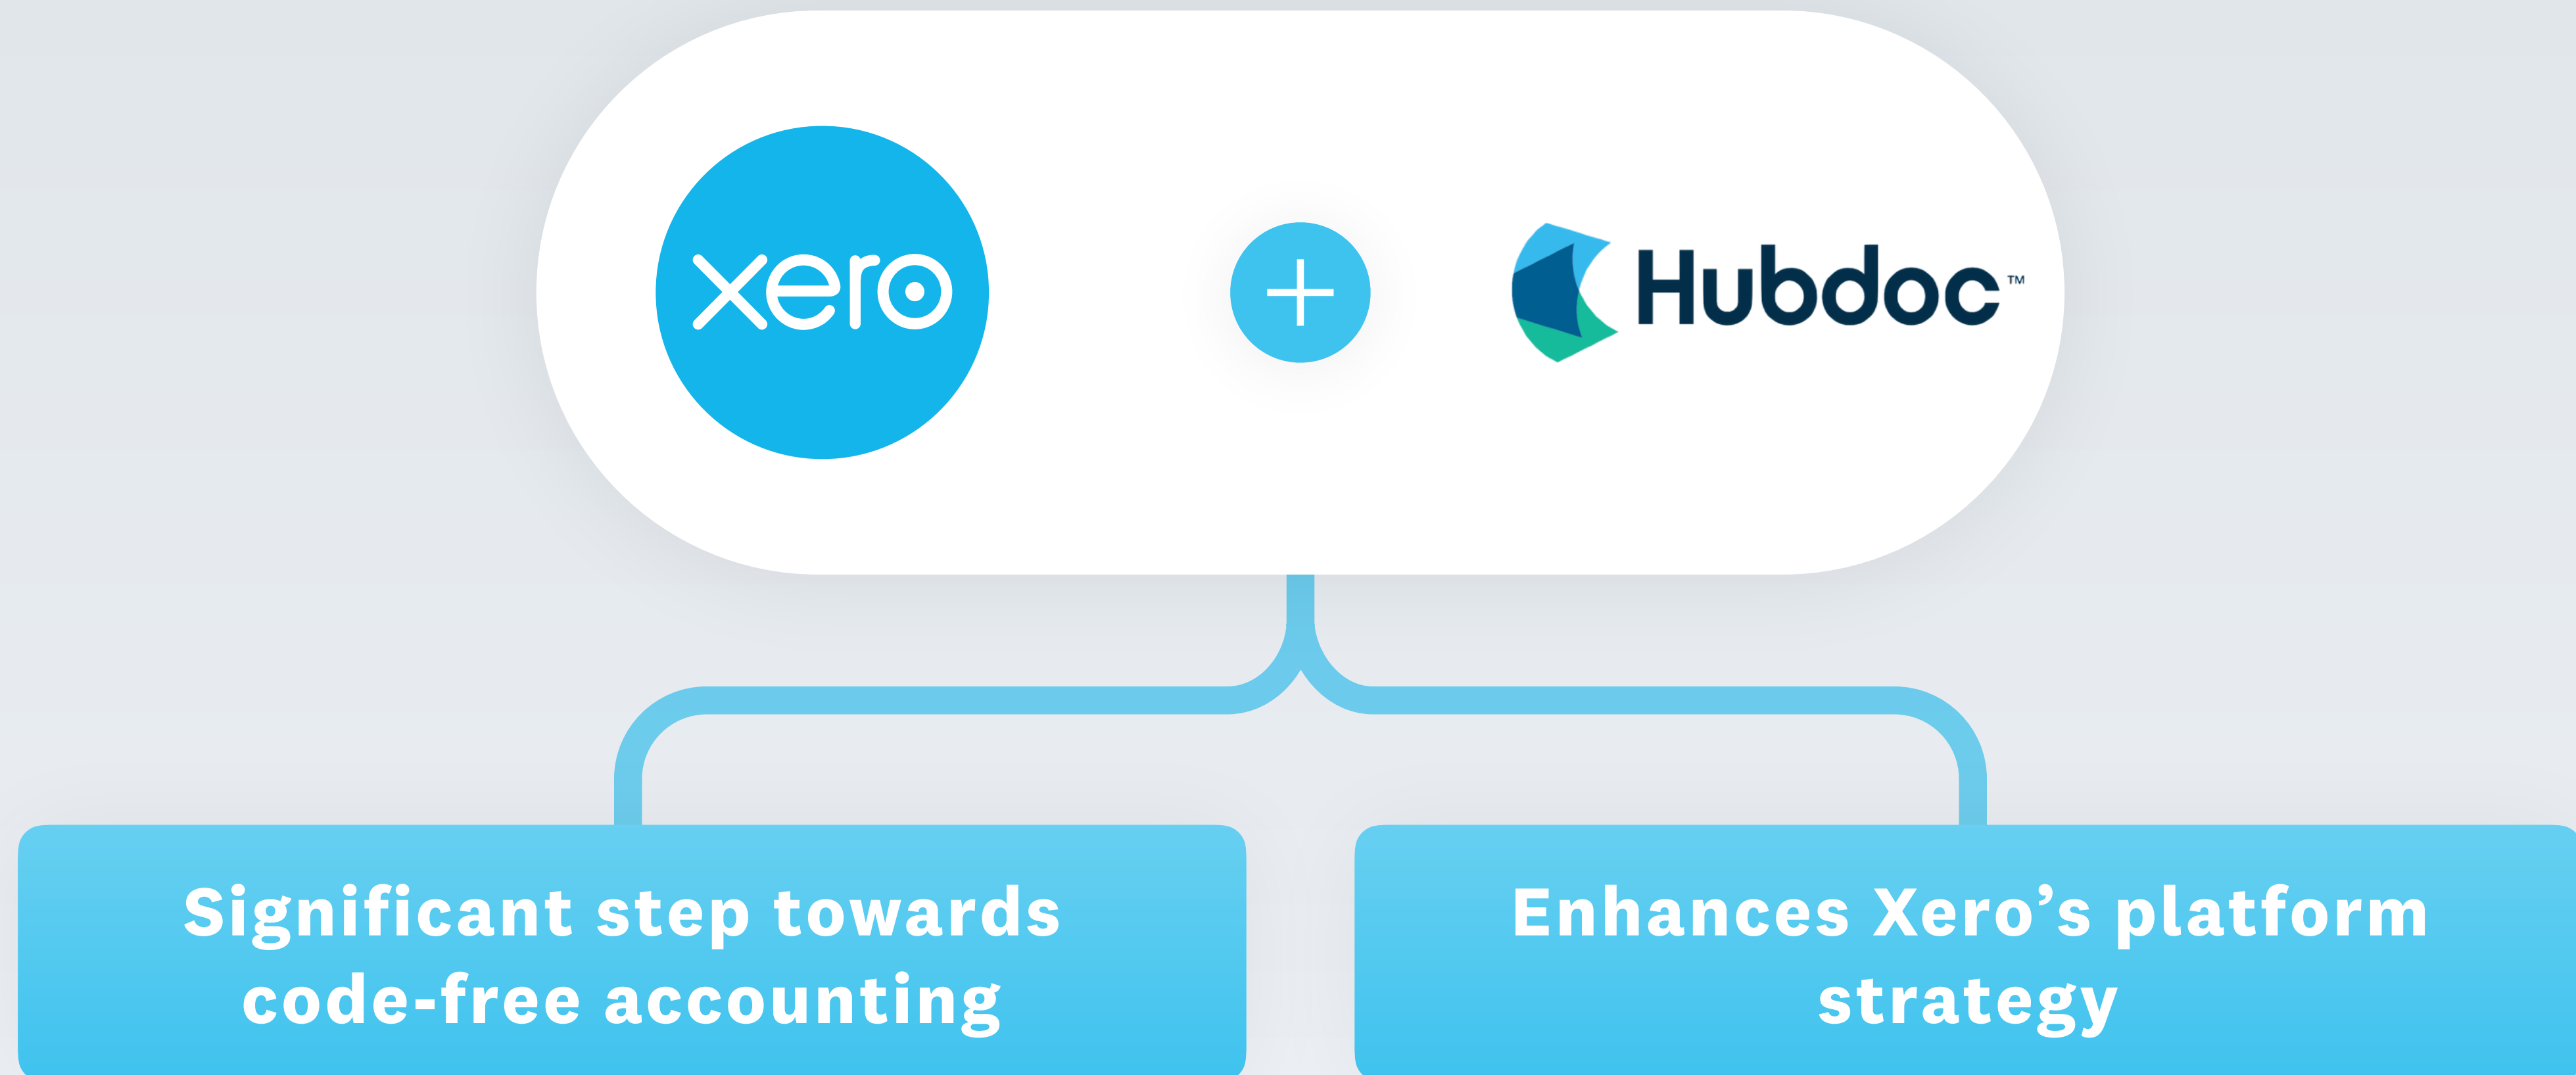 xero
+
Hubdoc™
Significant step towards
code-free accounting
Enhances Xero’s platform
strategy